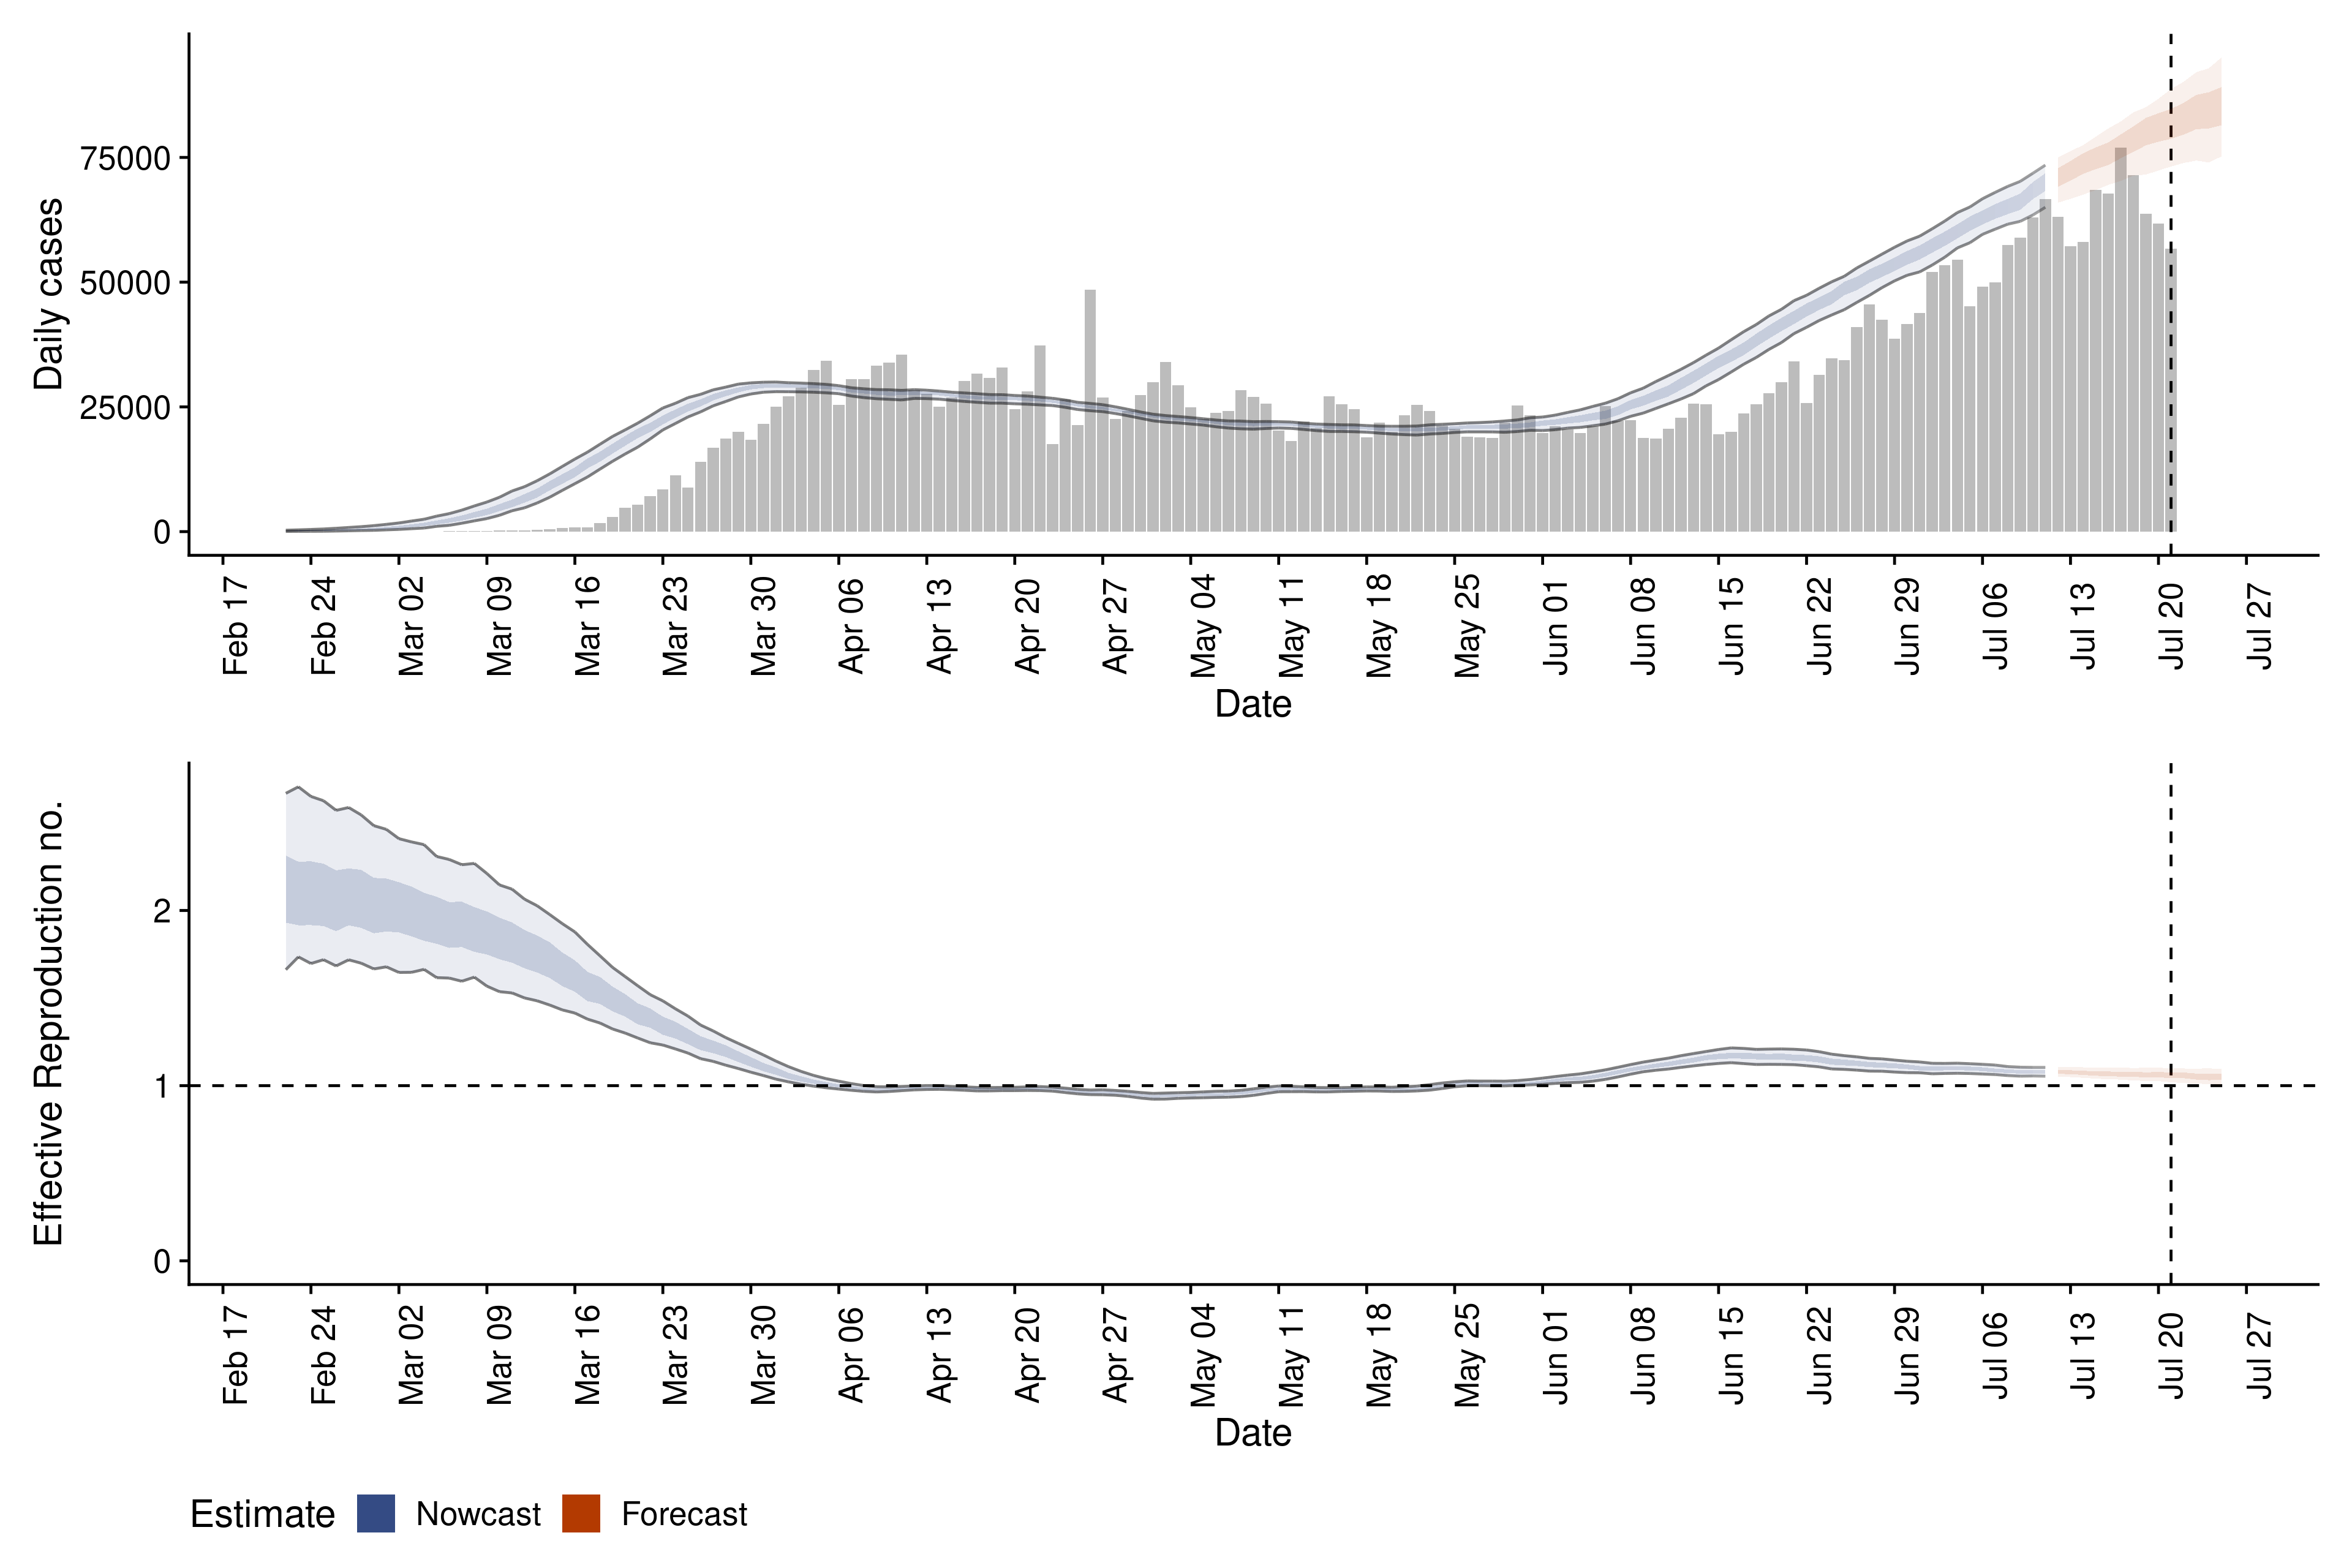 Daily cases
75000
50000
25000
0
Feb 17 Feb 24 Mar 02 Mar 09 Mar 16 Mar 23 Mar 30 Apr 06 Apr 13 Apr 20 Apr 27 May 04 May 11 May 18 May 25 Jun 01 Jun 08 Jun 15 Jun 22 Jun 29 Jul 06 Jul 13 Jul 20 Jul 27
Date
Effective Reproduction no.
2
1
0
Feb 17 Feb 24 Mar 02 Mar 09 Mar 16 Mar 23 Mar 30 Apr 06 Apr 13 Apr 20 Apr 27 May 04 May 11 May 18 May 25 Jun 01 Jun 08 Jun 15 Jun 22 Jun 29 Jul 06 Jul 13 Jul 20 Jul 27
Date
Estimate Nowcast Forecast